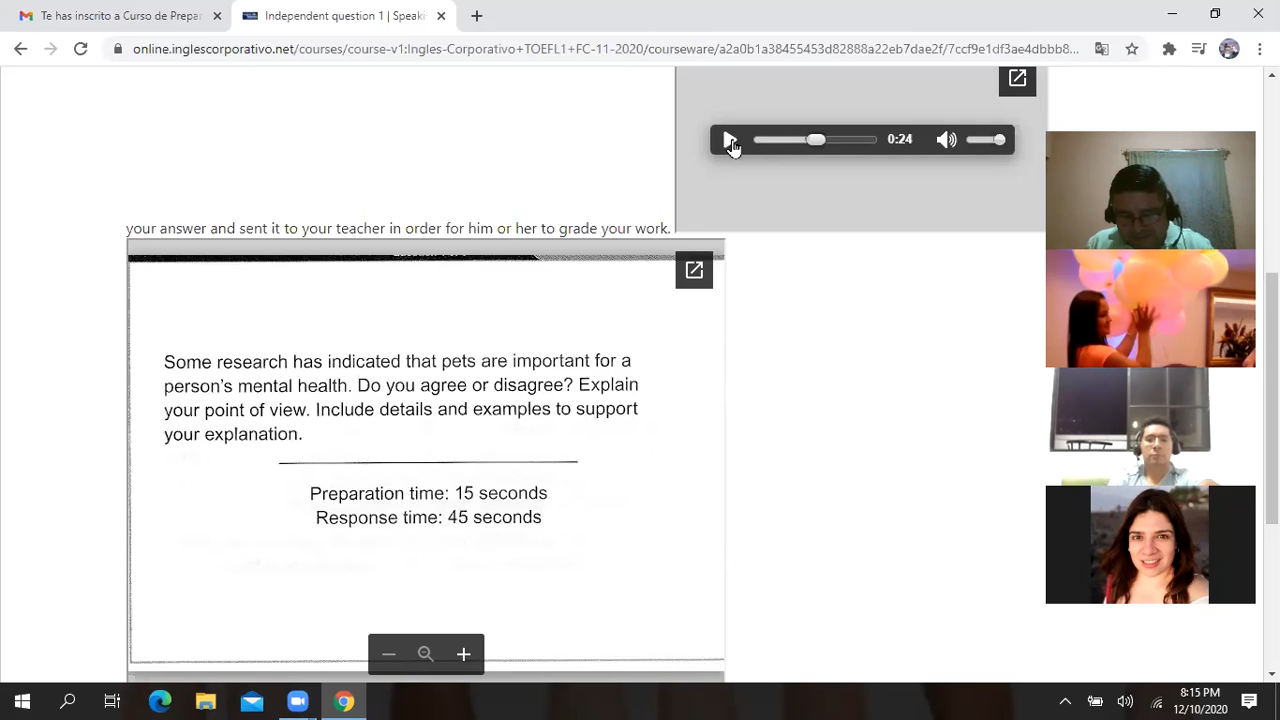 Te has inscrito a Curso de Prepar
Independent question 1 | Speaki
online.inglescorporativo.net/courses/course-v1:Ingles-Corporativo+TOEFL1+FC-11-2020/courseware/a2a0b1a38455453d82888a22eb7dae2f/7ccf9e1df3ae4dbbb8...
0:24
your answer and sent it to your teacher in order for him or her to grade your work.
Some research has indicated that pets are important for a
person's mental health. Do you agree or disagree? Explain
your point of view. Include details and examples to support
your explanation.
Preparation time: 15 seconds
Response time: 45 seconds
8:15 PM
12/10/2020